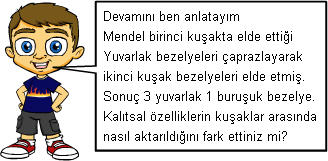 Devamını ben anlatayım
Mendel birinci kuşakta elde ettiği
Yuvarlak bezelyeleri çaprazlayarak
ikinci kuşak bezelyeleri elde etmiş.
Sonuç 3 yuvarlak 1 buruşuk bezelye.
Kalıtsal özelliklerin kuşaklar arasında
nasıl aktarıldığını fark ettiniz mi?